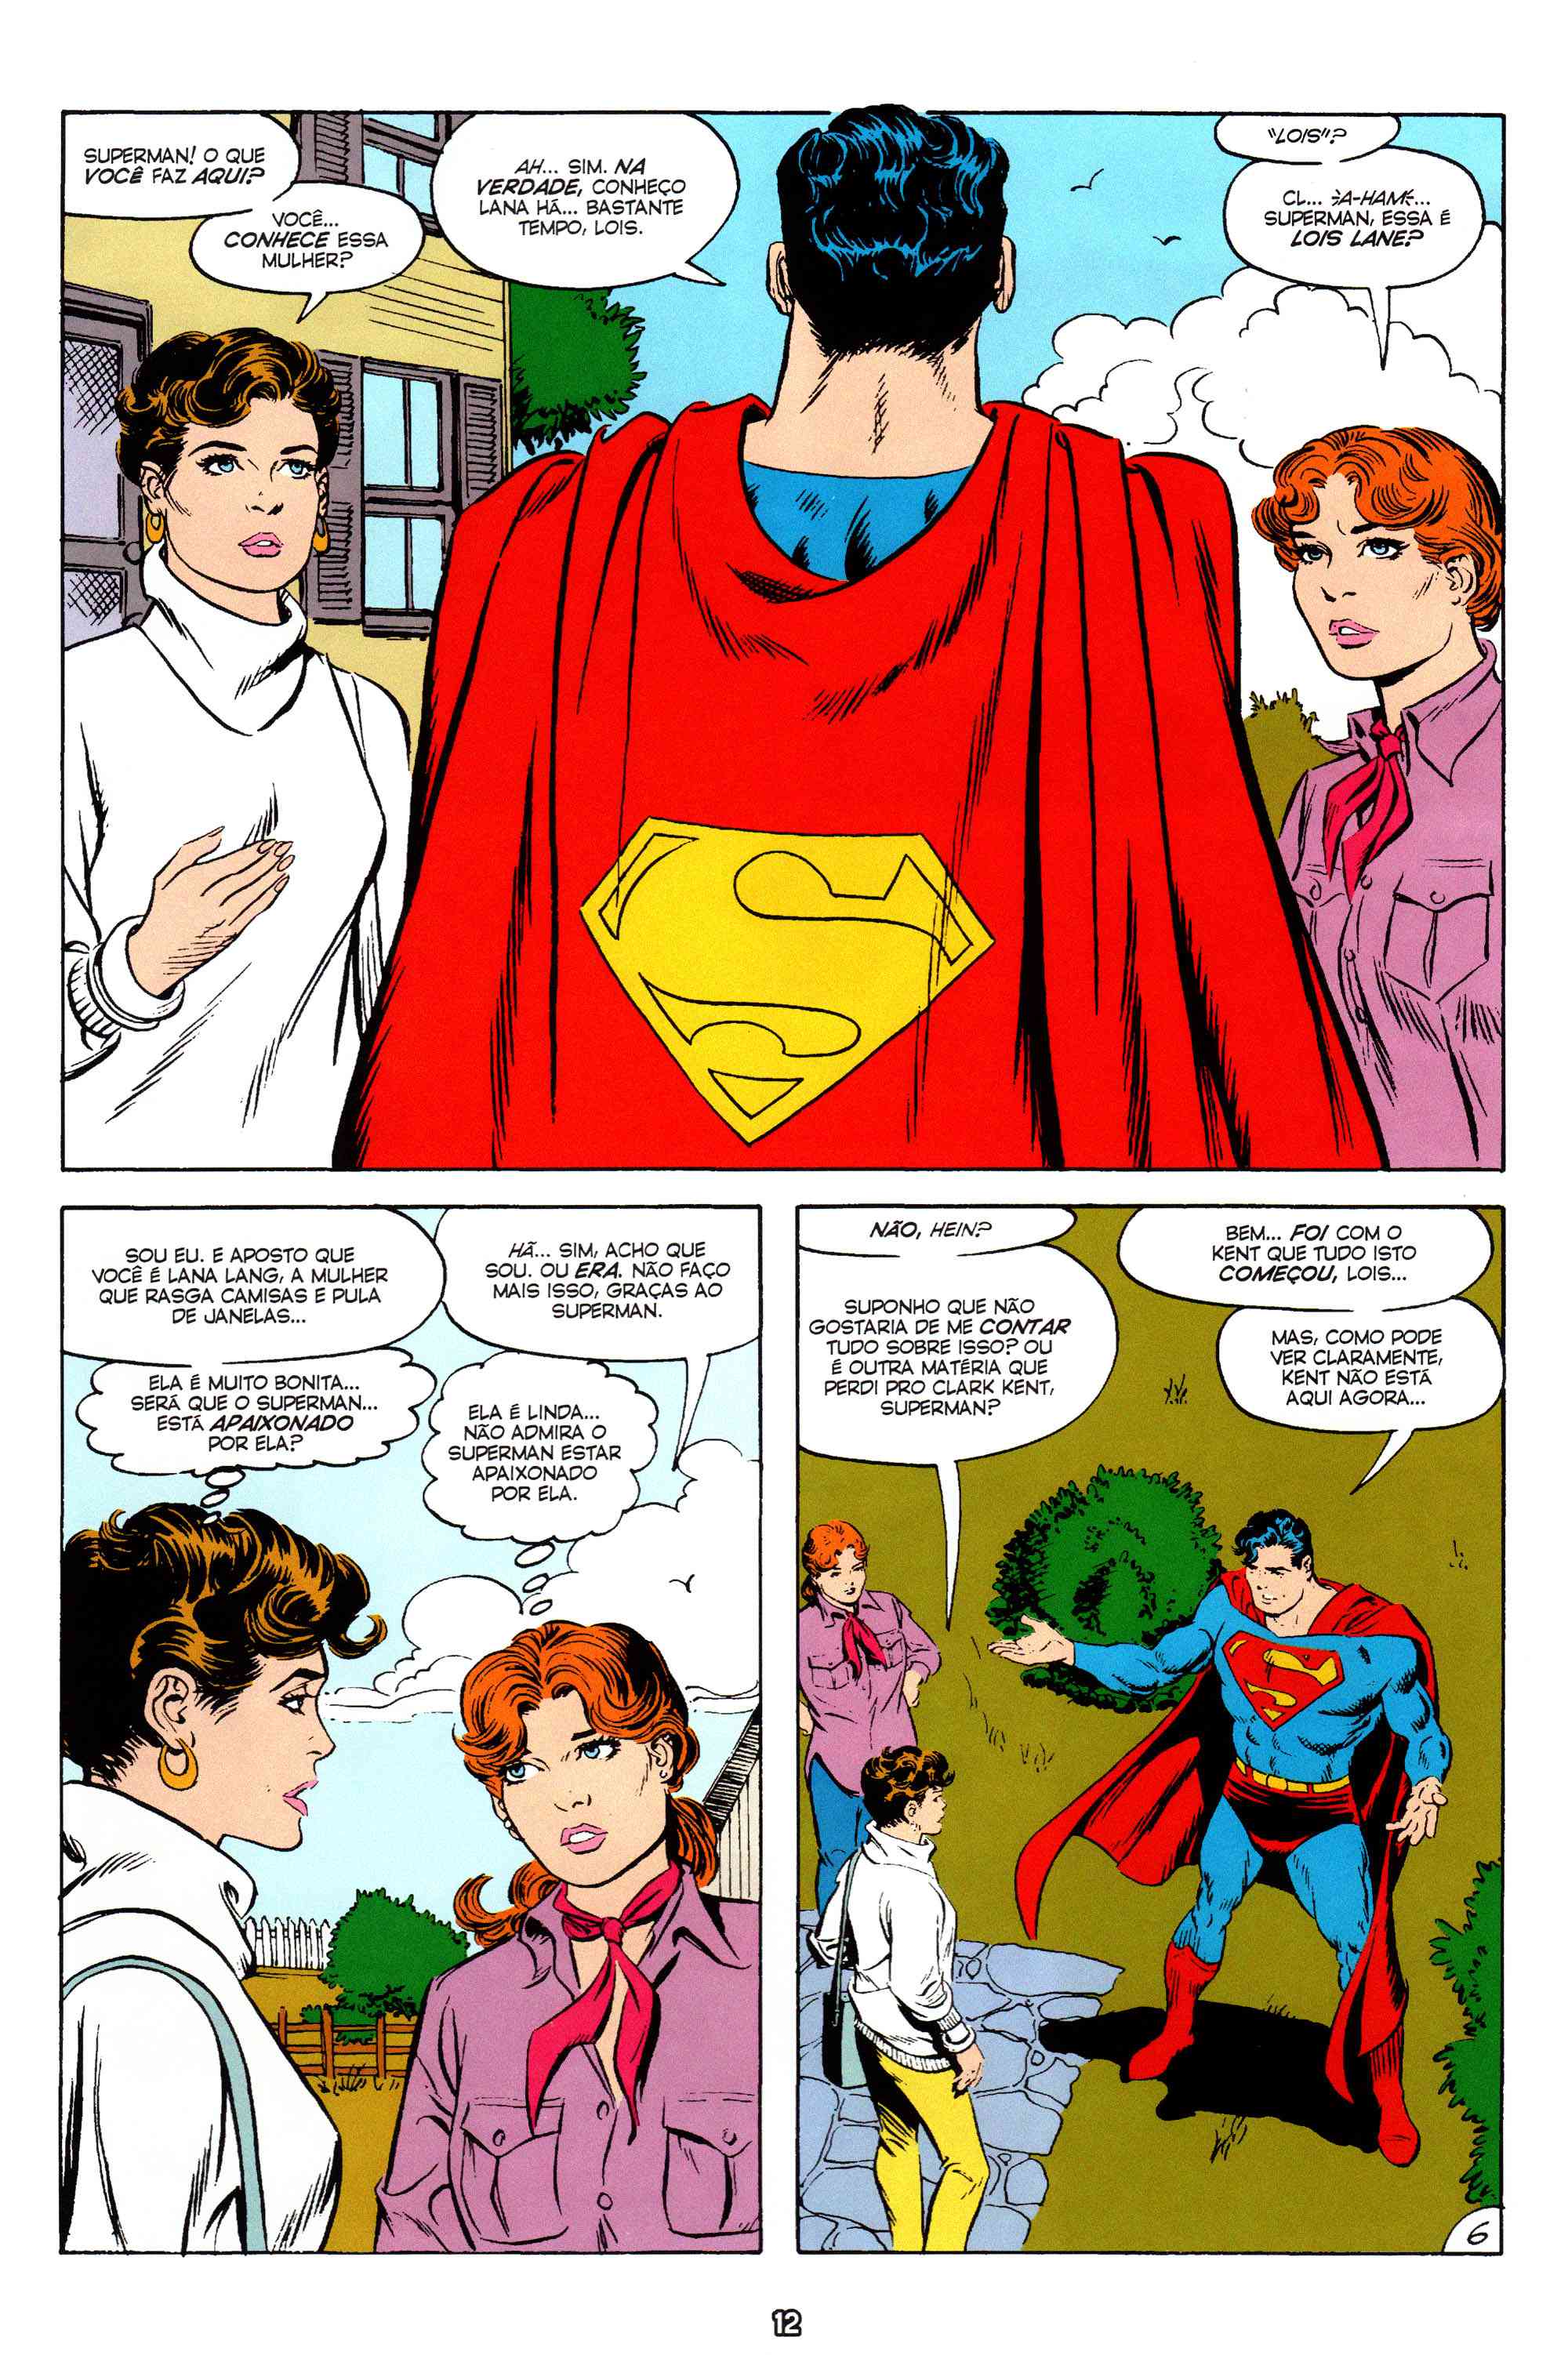 SUPERMAN! O QUE
VOCÊ FAZ AQUI?
VOCÊ...
CONHECE ESSA
MULHER?
AH... SIM. NA
VERDADE, CONHEÇO
LANA HÁ... BASTANTE
TEMPO, LOIS.
"LOIS"?
CL... A-HAM...
SUPERMAN, ESSA É
LOIS LANE?
SOU EU. E APOSTO QUE
VOCÊ É LANA LANG, A MULHER
QUE RASGA CAMISAS E PULA
DE JANELAS...
HÃ... SIM, ACHO QUE
SOU. OU ERA. NÃO FAÇO
MAIS ISSO, GRAÇAS AO
SUPERMAN.
ELA É MUITO BONITA...
SERÁ QUE O SUPERMAN...
ESTÁ APAIXONADO
POR ELA?
ELA É LINDA...
NÃO ADMIRA O
SUPERMAN ESTAR
APAIXONADO
POR ELA.
NÃO, HEIN?
SUPONHO QUE NÃO
GOSTARIA DE ME CONTAR
TUDO SOBRE ISSO? OU
É OUTRA MATÉRIA QUE
PERDI PRO CLARK KENT,
SUPERMAN?
BEM... FOI COM O
KENT QUE TUDO ISTO
COMEÇOU, LOIS...
MAS, COMO PODE
VER CLARAMENTE,
KENT NÃO ESTÁ
AQUI AGORA...
6
12